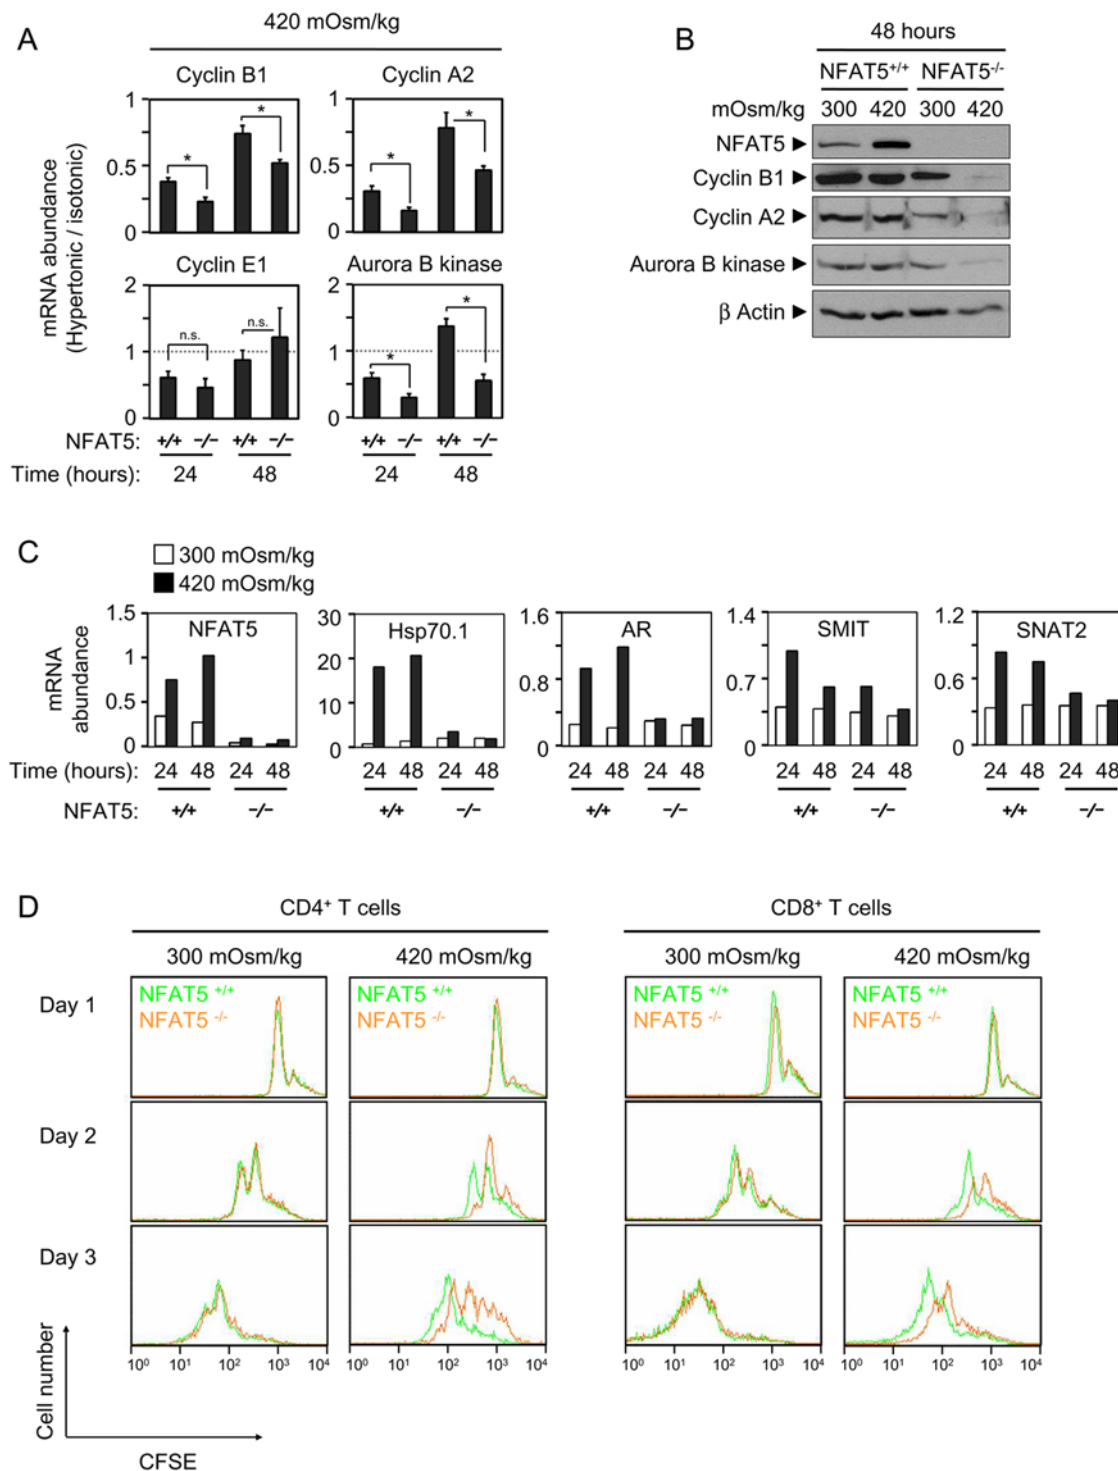 A
420 mOsm/kg
Cyclin B1
Cyclin A2
1
0.5
0
*
*
1
0.5
0
*
*
mRNA abundance
(Hypertonic / isotonic)
Cyclin E1
Aurora B kinase
2
1
0
n.s.
n.s.
2
1
0
*
*
NFAT5: +/+ −/− +/+ −/− +/+ −/− +/+ −/−
Time (hours): 24 48 24 48
B
48 hours
NFAT5+/+ NFAT5-/-
mOsm/kg 300 420 300 420
NFAT5
Cyclin B1
Cyclin A2
Aurora B kinase
β Actin
C
300 mOsm/kg
420 mOsm/kg
mRNA
abundance
1.5
1
0.5
0
NFAT5
30
20
10
0
Hsp70.1
1.6
0.8
0
AR
1.4
0.7
0
SMIT
1.2
0.6
0
SNAT2
Time (hours): 24 48 24 48 24 48 24 48 24 48 24 48 24 48 24 48 24 48 24 48
NFAT5: +/+ −/− +/+ −/− +/+ −/− +/+ −/− +/+ −/−
D
CD4+ T cells
CD8+ T cells
300 mOsm/kg 420 mOsm/kg 300 mOsm/kg 420 mOsm/kg
Day 1
NFAT5 +/+
NFAT5 -/-
NFAT5 +/+
NFAT5 -/-
NFAT5 +/+
NFAT5 -/-
NFAT5 +/+
NFAT5 -/-
Day 2
Day 3
10⁰ 10¹ 10² 10³ 10⁴ 10⁰ 10¹ 10² 10³ 10⁴ 10⁰ 10¹ 10² 10³ 10⁴ 10⁰ 10¹ 10² 10³ 10⁴
Cell number
CFSE